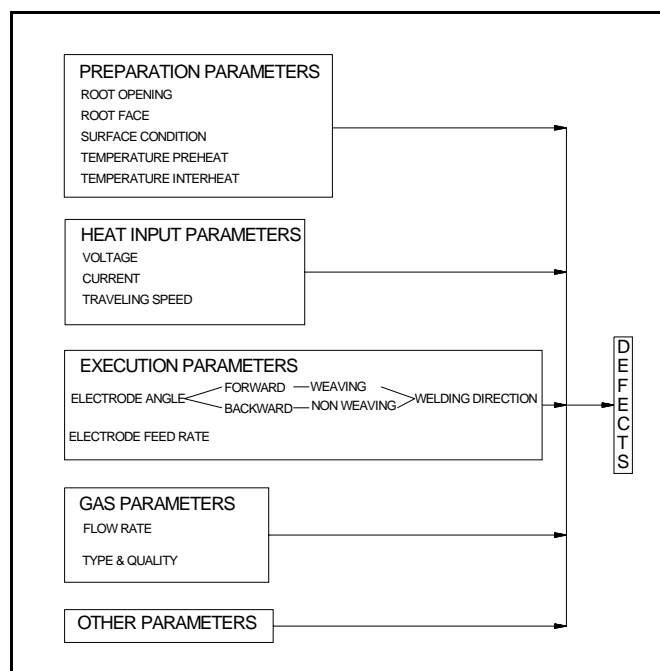 PREPARATION PARAMETERS
ROOT OPENING
ROOT FACE
SURFACE CONDITION
TEMPERATURE PREHEAT
TEMPERATURE INTERHEAT
HEAT INPUT PARAMETERS
VOLTAGE
CURRENT
TRAVELING SPEED
EXECUTION PARAMETERS
FORWARD WEAVING
ELECTRODE ANGLE WELDING DIRECTION
BACKWARD NON WEAVING
ELECTRODE FEED RATE
DEFECTS
GAS PARAMETERS
FLOW RATE
TYPE & QUALITY
OTHER PARAMETERS